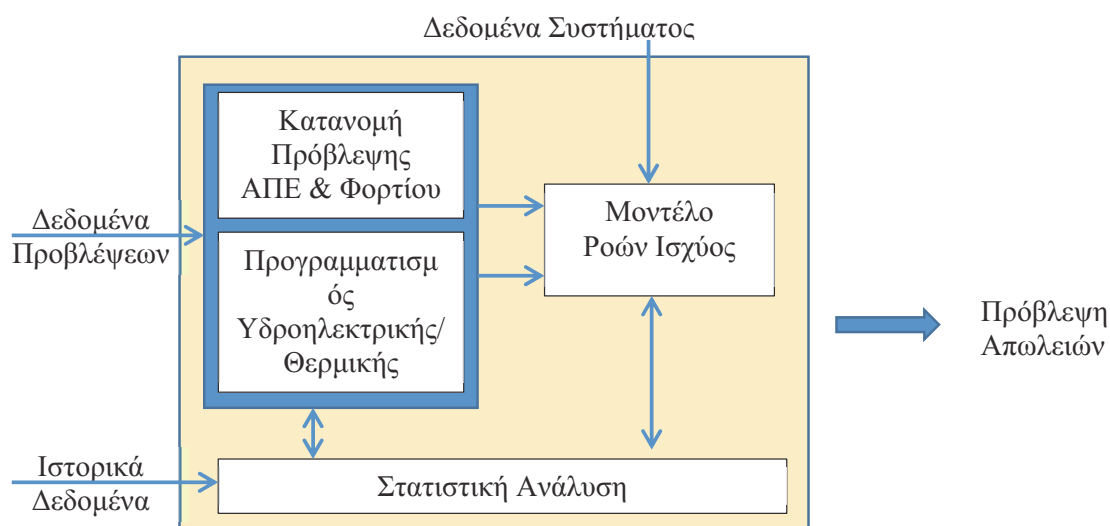 Δεδομένα Συστήματος
Κατανομή
Πρόβλεψης
ΑΠΕ & Φορτίου
Δεδομένα
Προβλέψεων
Μοντέλο
Ροών Ισχύος
Προγραμματισμ
ός
Υδροηλεκτρικής/
Θερμικής
Πρόβλεψη
Απωλειών
Ιστορικά
Δεδομένα
Στατιστική Ανάλυση